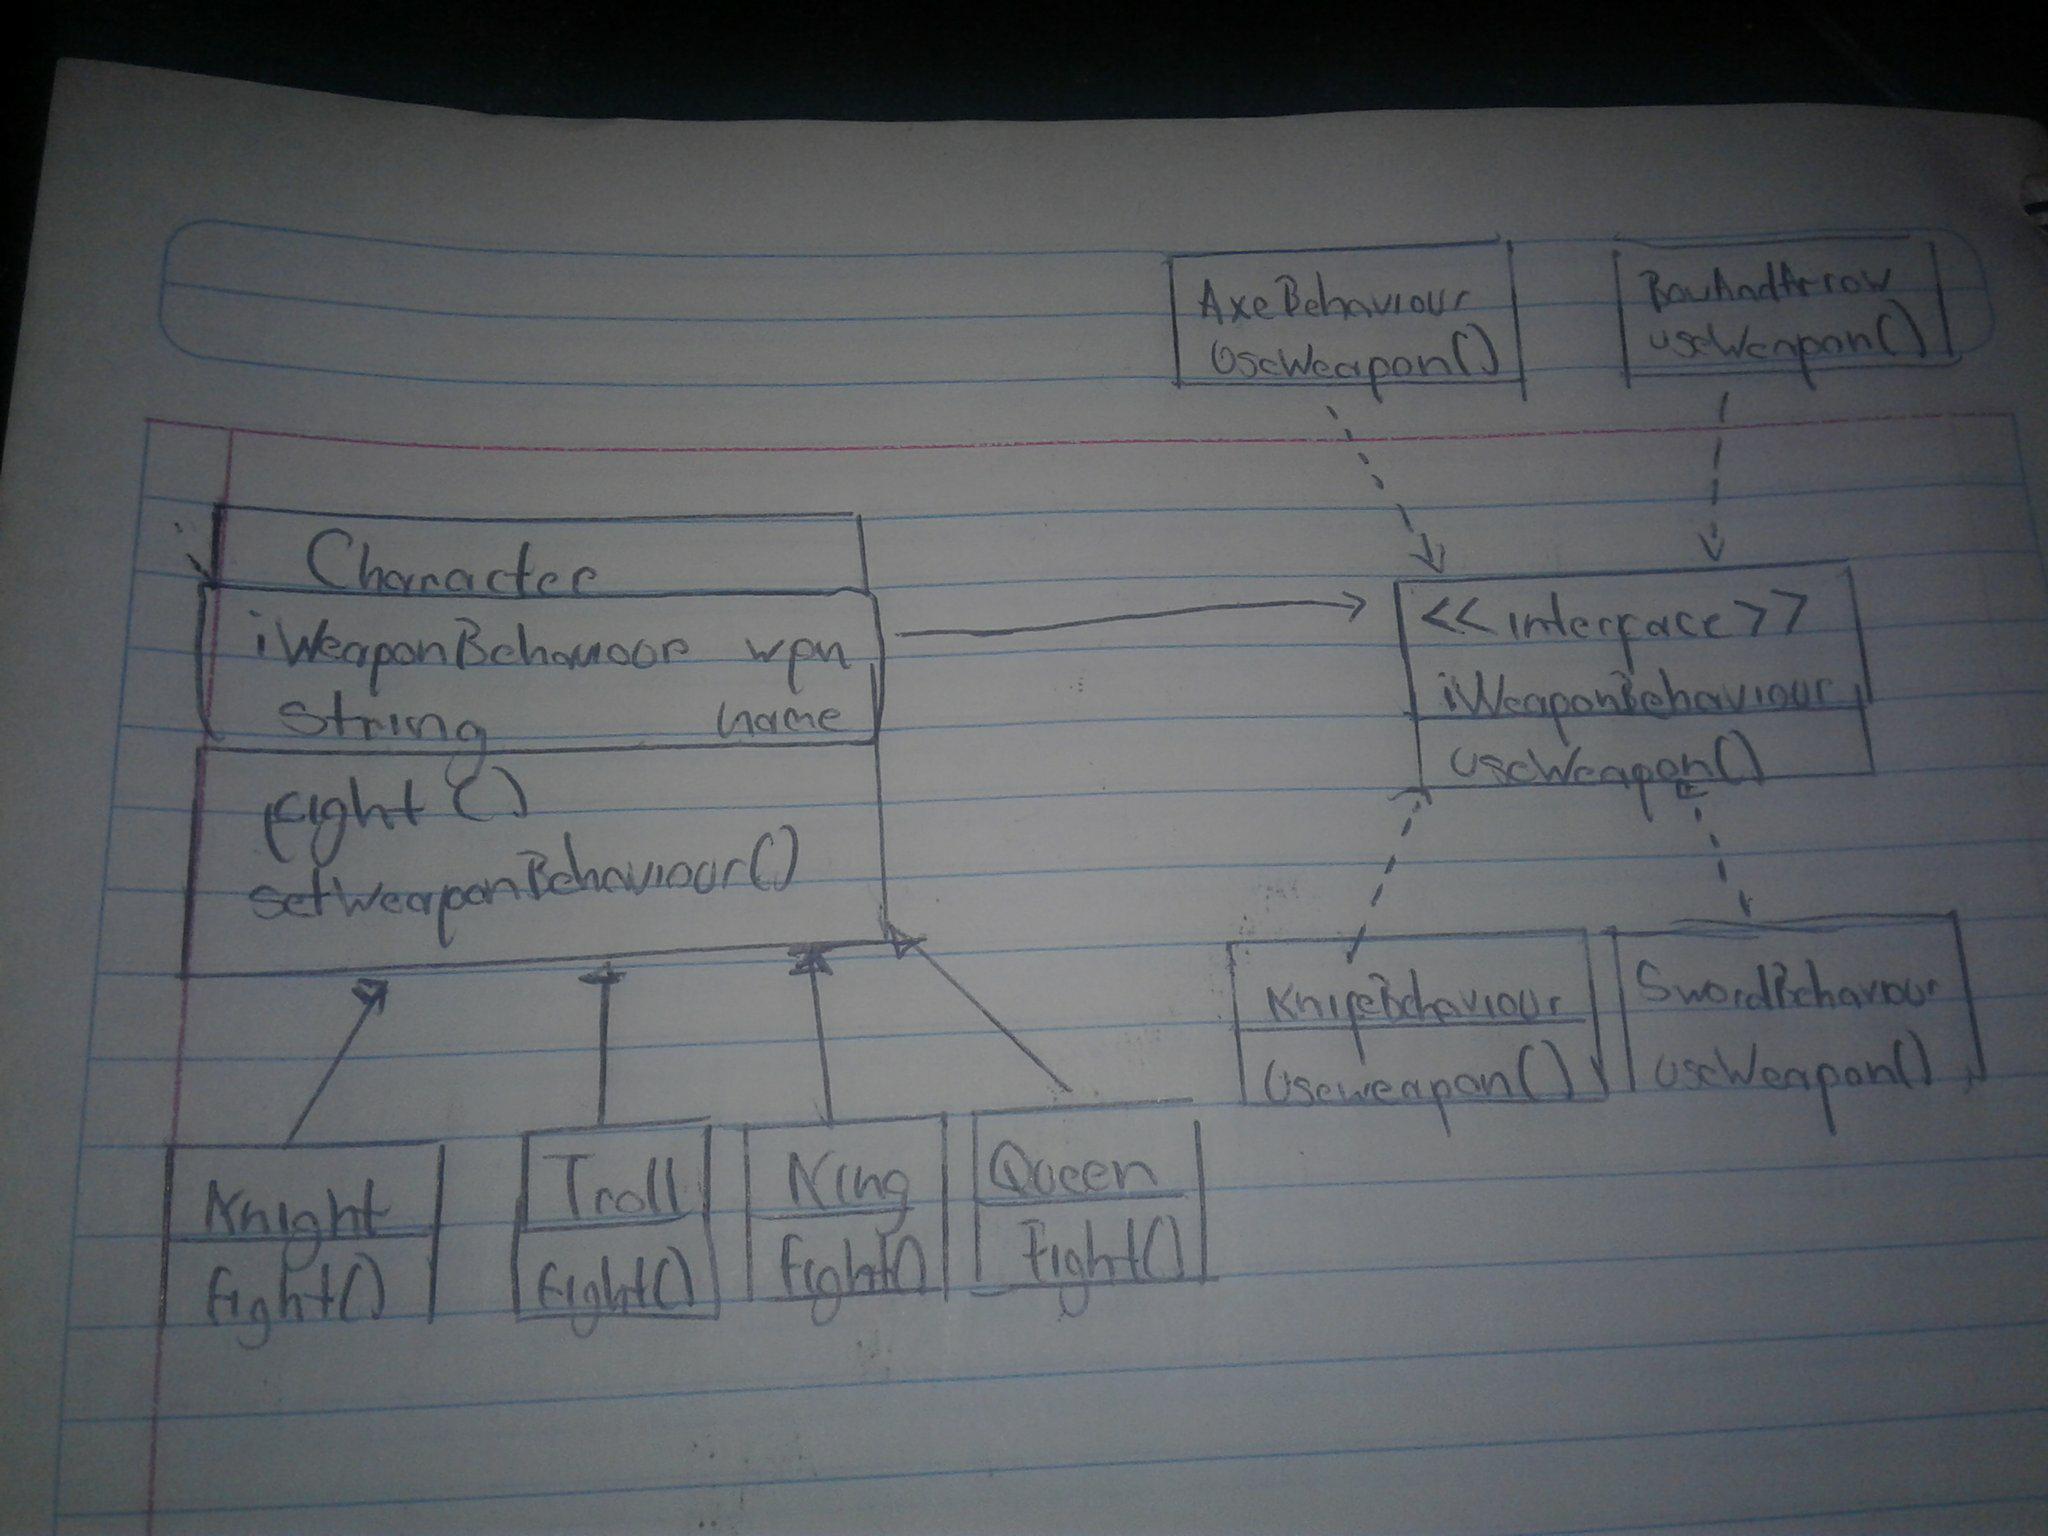 AxeBehaviour
UseWeapon()
BowAndArrow
useWeapon()
Character
iWeaponBehaviour wpn
String name
fight()
setWeaponBehaviour()
<<interface>>
iWeaponBehaviour
useWeapon()
KnifeBehaviour
Useweapon()
SwordBehaviour
useWeapon()
Knight
fight()
Troll
fight()
King
fight()
Queen
fight()